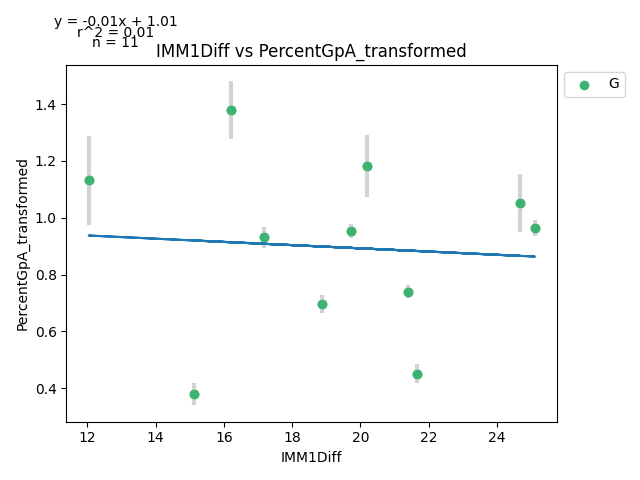 y = -0.01x + 1.01
r^2 = 0.01
n = 11
IMM1Diff vs PercentGpA_transformed
G
PercentGpA_transformed
1.4
1.2
1.0
0.8
0.6
0.4
12 14 16 18 20 22 24
IMM1Diff